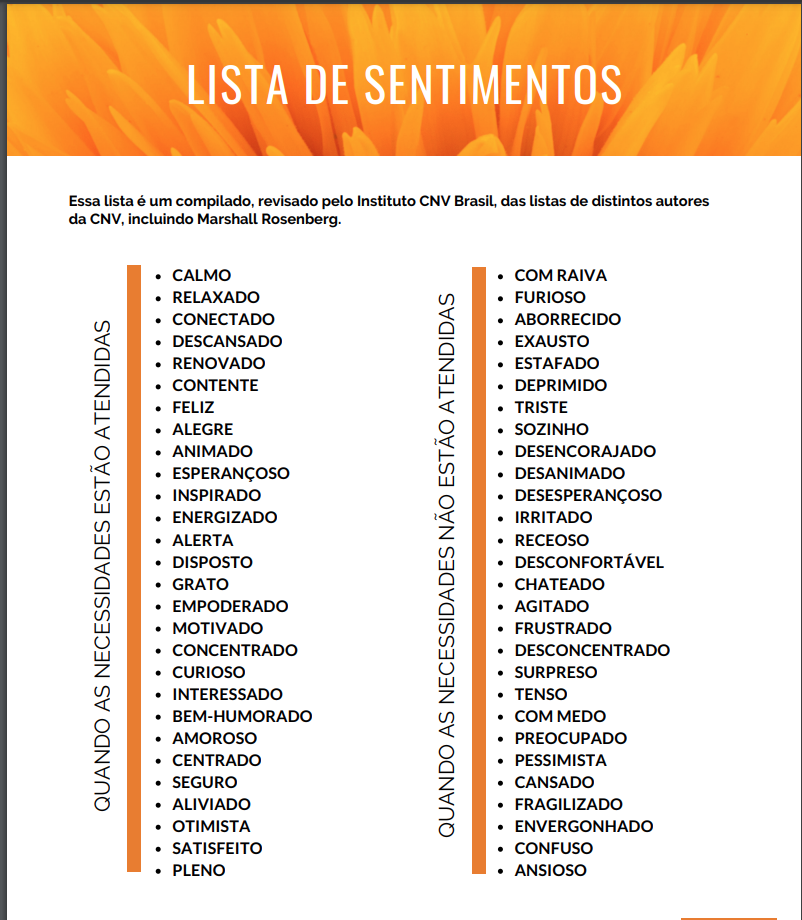 LISTA DE SENTIMENTOS
Essa lista é um compilado, revisado pelo Instituto CNV Brasil, das listas de distintos autores
da CNV, incluindo Marshall Rosenberg.
QUANDO AS NECESSIDADES ESTÃO ATENDIDAS
CALMO
RELAXADO
CONECTADO
DESCANSADO
RENOVADO
CONTENTE
FELIZ
ALEGRE
ANIMADO
ESPERANÇOSO
INSPIRADO
ENERGIZADO
ALERTA
DISPOSTO
GRATO
EMPODERADO
MOTIVADO
CONCENTRADO
CURIOSO
INTERESSADO
BEM-HUMORADO
AMOROSO
CENTRADO
SEGURO
ALIVIADO
OTIMISTA
SATISFEITO
PLENO
QUANDO AS NECESSIDADES NÃO ESTÃO ATENDIDAS
COM RAIVA
FURIOSO
ABORRECIDO
EXAUSTO
ESTAFADO
DEPRIMIDO
TRISTE
SOZINHO
DESENCORAJADO
DESANIMADO
DESESPERANÇOSO
IRRITADO
RECEOSO
DESCONFORTÁVEL
CHATEADO
AGITADO
FRUSTRADO
DESCONCENTRADO
SURPRESO
TENSO
COM MEDO
PREOCUPADO
PESSIMISTA
CANSADO
FRAGILIZADO
ENVERGONHADO
CONFUSO
ANSIOSO